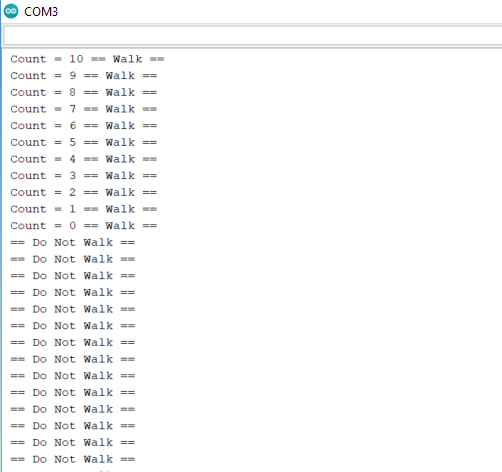 COM3
Count = 10 == Walk ==
Count = 9 == Walk ==
Count = 8 == Walk ==
Count = 7 == Walk ==
Count = 6 == Walk ==
Count = 5 == Walk ==
Count = 4 == Walk ==
Count = 3 == Walk ==
Count = 2 == Walk ==
Count = 1 == Walk ==
Count = 0 == Walk ==
== Do Not Walk ==
== Do Not Walk ==
== Do Not Walk ==
== Do Not Walk ==
== Do Not Walk ==
== Do Not Walk ==
== Do Not Walk ==
== Do Not Walk ==
== Do Not Walk ==
== Do Not Walk ==
== Do Not Walk ==
== Do Not Walk ==
== Do Not Walk ==
== Do Not Walk ==